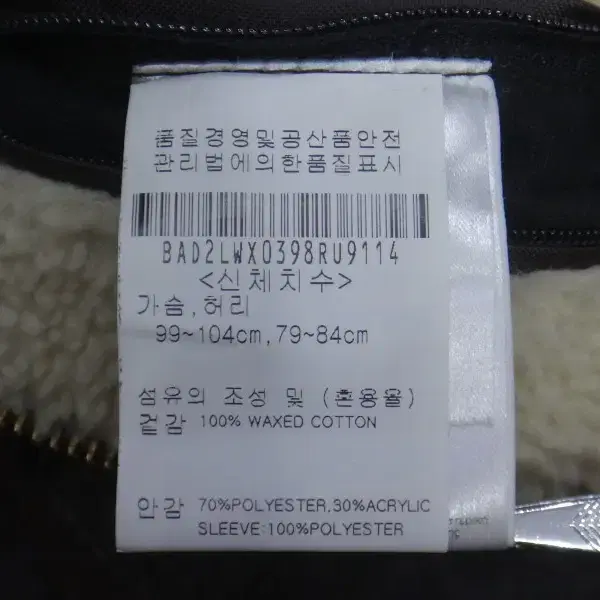 품질경영및공산품안전
관리법에의한품질표시
BAD2LWX0398RU9114
<신체치수>
가슴,허리
99~104cm,79~84cm
섬유의 조성 및 (혼용율)
겉감 100% WAXED COTTON
안감 70%POLYESTER,30%ACRYLIC
SLEEVE:100%POLYESTER